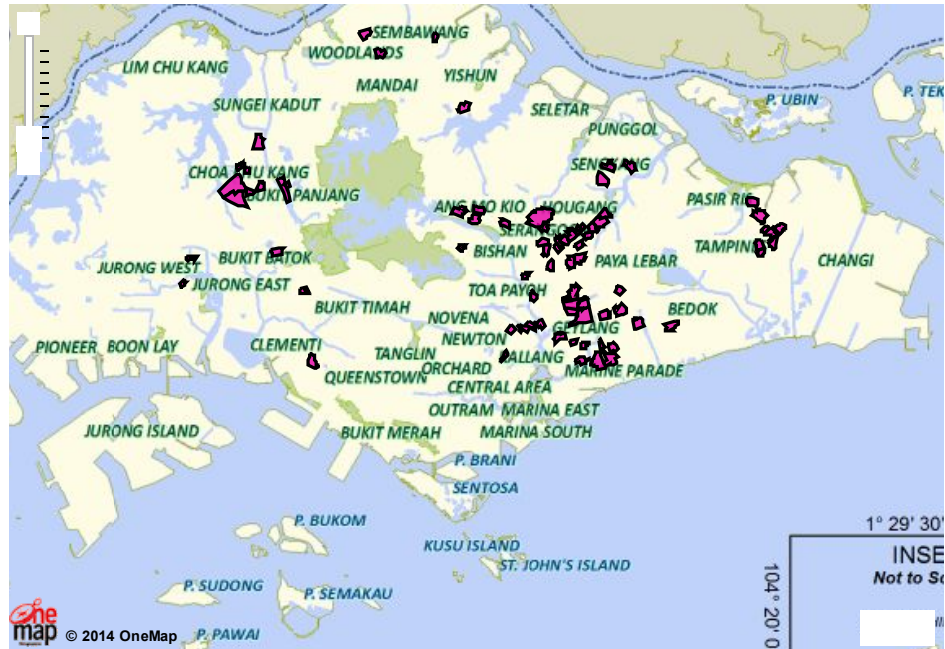 SEMBAWANG
WOODLANDS
LIM CHU KANG
YISHUN
MANDAI
P. UBIN
P. TEK
SUNGEI KADUT
SELETAR
PUNGGOL
SENGKANG
CHOA CHU KANG
BUKIT PANJANG
PASIR RIS
ANG MO KIO
HOUGANG
SERANGOON
TAMPINES
BISHAN
BUKIT BATOK
PAYA LEBAR
CHANGI
JURONG WEST
JURONG EAST
TOA PAYOH
BUKIT TIMAH
BEDOK
NOVENA
GEYLANG
NEWTON
PIONEER
BOON LAY
CLEMENTI
TANGLIN
KALLANG
ORCHARD
MARINE PARADE
QUEENSTOWN
CENTRAL AREA
OUTRAM
MARINA EAST
JURONG ISLAND
BUKIT MERAH
MARINA SOUTH
P. BRANI
SENTOSA
P. BUKOM
1° 29' 30'
KUSU ISLAND
INSE
ST. JOHN'S ISLAND
Not to Sc
104° 20' 0
P. SUDONG
P. SEMAKAU
One
map
© 2014 OneMap
P. PAWAI